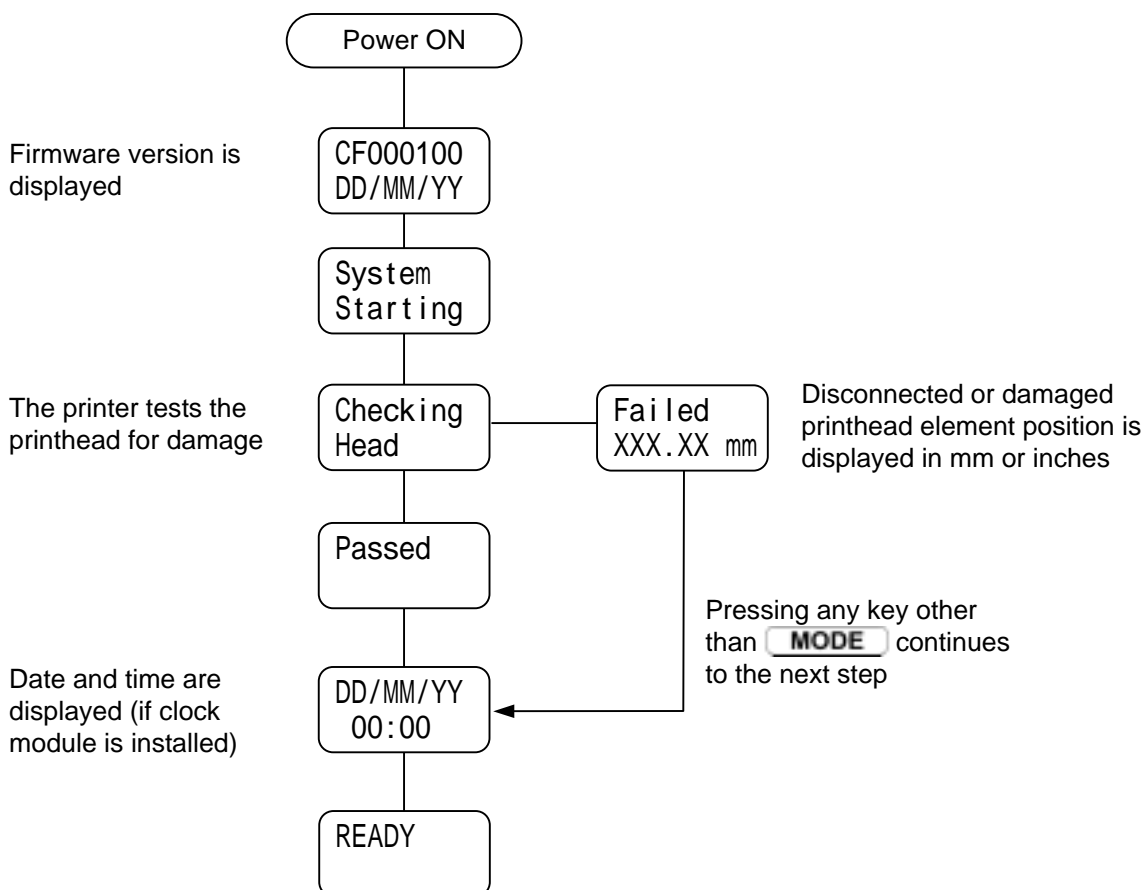 Power ON
Firmware version is
displayed
CF000100
DD/MM/YY
System
Starting
The printer tests the
printhead for damage
Checking
Head
Failed
XXX.XX mm
Disconnected or damaged
printhead element position is
displayed in mm or inches
Passed
Pressing any key other
than MODE continues
to the next step
Date and time are
displayed (if clock
module is installed)
DD/MM/YY
00:00
READY